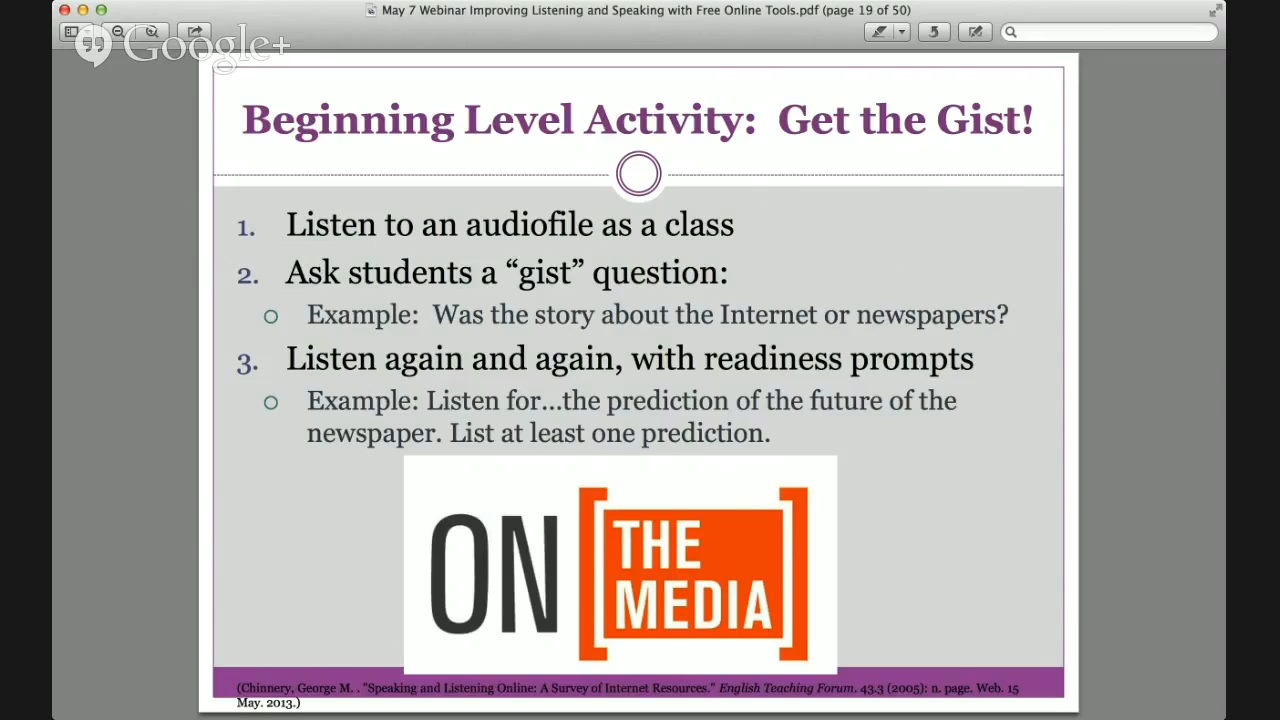 May 7 Webinar Improving Listening and Speaking with Free Online Tools.pdf (page 19 of 50)
Google+
Beginning Level Activity: Get the Gist!
1. Listen to an audiofile as a class
2. Ask students a “gist” question:
Example: Was the story about the Internet or newspapers?
3. Listen again and again, with readiness prompts
Example: Listen for...the prediction of the future of the
newspaper. List at least one prediction.
ON [THE
MEDIA]
(Chinnery, George M. . "Speaking and Listening Online: A Survey of Internet Resources." English Teaching Forum. 43.3 (2005): n. page. Web. 15
May. 2013.)